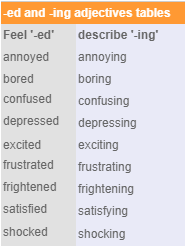 -ed and -ing adjectives tables
Feel '-ed' describe '-ing'
annoyed annoying
bored boring
confused confusing
depressed depressing
excited exciting
frustrated frustrating
frightened frightening
satisfied satisfying
shocked shocking